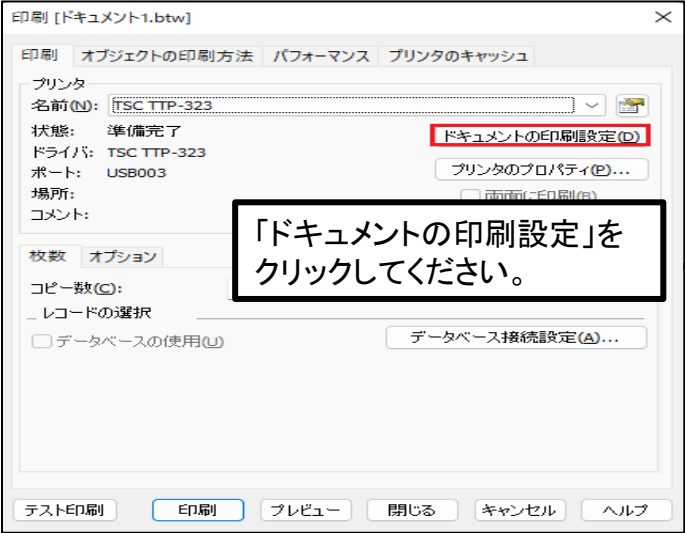 印刷 [ドキュメント1.btw]
印刷 オブジェクトの印刷方法 パフォーマンス プリンタのキャッシュ
プリンタ
名前(N): TSC TTP-323
状態: 準備完了
ドキュメントの印刷設定(D)
ドライバ: TSC TTP-323
ポート: USB003
プリンタのプロパティ(P)...
場所:
両面に印刷(B)
コメント:
「ドキュメントの印刷設定」を
クリックしてください。
枚数 オプション
コピー数(C):
レコードの選択
データベースの使用(U)
データベース接続設定(A)...
テスト印刷 印刷 プレビュー 閉じる キャンセル ヘルプ